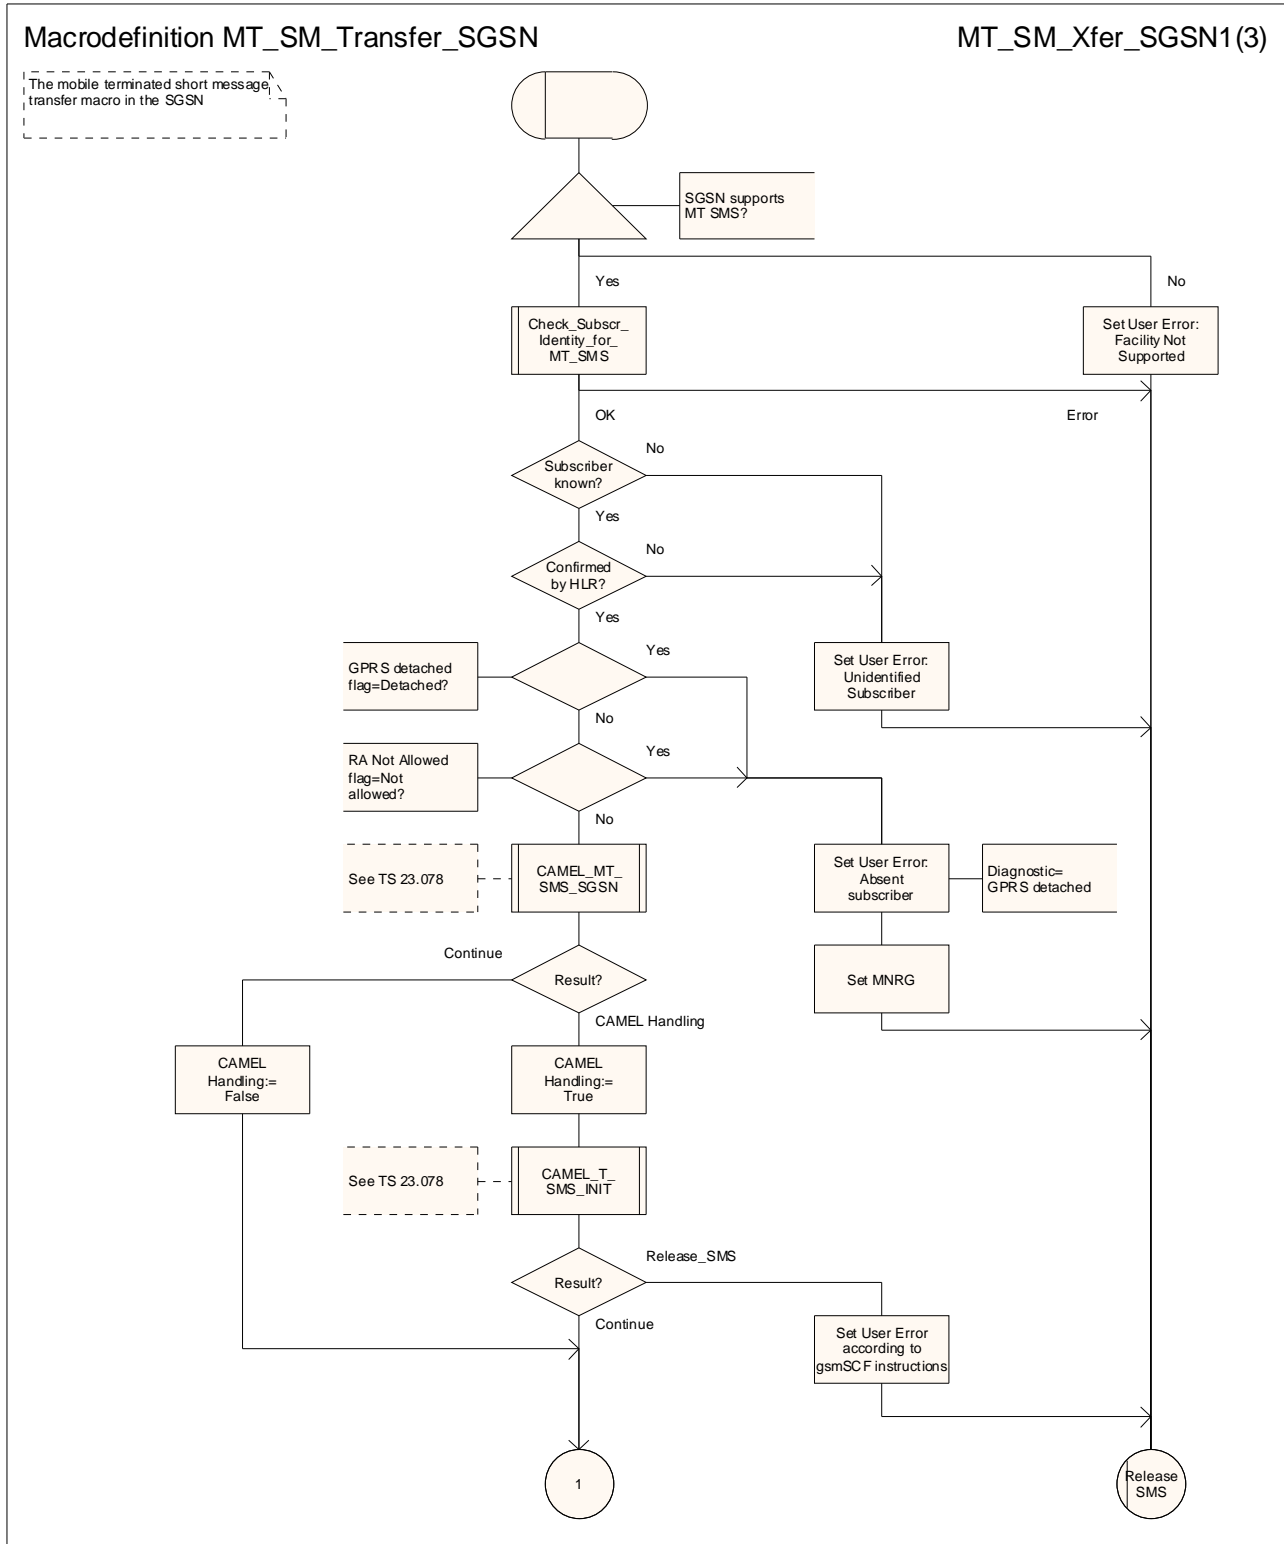 Macrodefinition MT_SM_Transfer_SGSN
MT_SM_Xfer_SGSN1(3)
The mobile terminated short message
transfer macro in the SGSN
SGSN supports
MT SMS?
Yes
No
Check_Subscr_
Identity_for_
MT_SMS
Set User Error:
Facility Not
Supported
OK
Error
No
Subscriber
known?
Yes
No
Confirmed
by HLR?
Yes
GPRS detached
flag=Detached?
Yes
Set User Error:
Unidentified
Subscriber
No
RA Not Allowed
flag=Not
allowed?
Yes
No
See TS 23.078
CAMEL_MT_
SMS_SGSN
Set User Error:
Absent
subscriber
Diagnostic=
GPRS detached
Continue
Result?
Set MNRG
CAMEL Handling
CAMEL
Handling:=
False
CAMEL
Handling:=
True
See TS 23.078
CAMEL_T_
SMS_INIT
Release_SMS
Result?
Continue
Set User Error
according to
gsmSCF instructions
1
Release
SMS